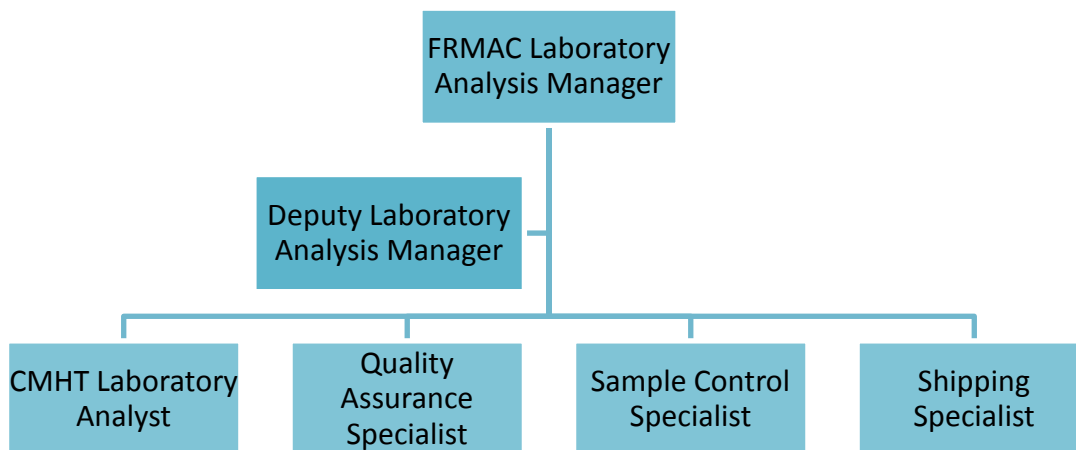 FRMAC Laboratory
Analysis Manager
Deputy Laboratory
Analysis Manager
CMHT Laboratory
Analyst
Quality
Assurance
Specialist
Sample Control
Specialist
Shipping
Specialist